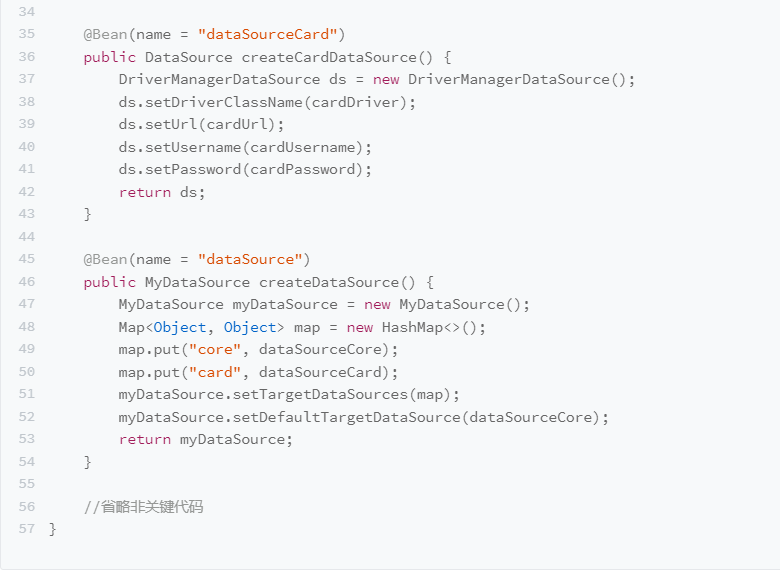 34
35 @Bean(name = "dataSourceCard")
36 public DataSource createCardDataSource() {
37 DriverManagerDataSource ds = new DriverManagerDataSource();
38 ds.setDriverClassName(cardDriver);
39 ds.setUrl(cardUrl);
40 ds.setUsername(cardUsername);
41 ds.setPassword(cardPassword);
42 return ds;
43 }
44
45 @Bean(name = "dataSource")
46 public MyDataSource createDataSource() {
47 MyDataSource myDataSource = new MyDataSource();
48 Map<Object, Object> map = new HashMap<>();
49 map.put("core", dataSourceCore);
50 map.put("card", dataSourceCard);
51 myDataSource.setTargetDataSources(map);
52 myDataSource.setDefaultTargetDataSource(dataSourceCore);
53 return myDataSource;
54 }
55
56 //省略非关键代码
57 }